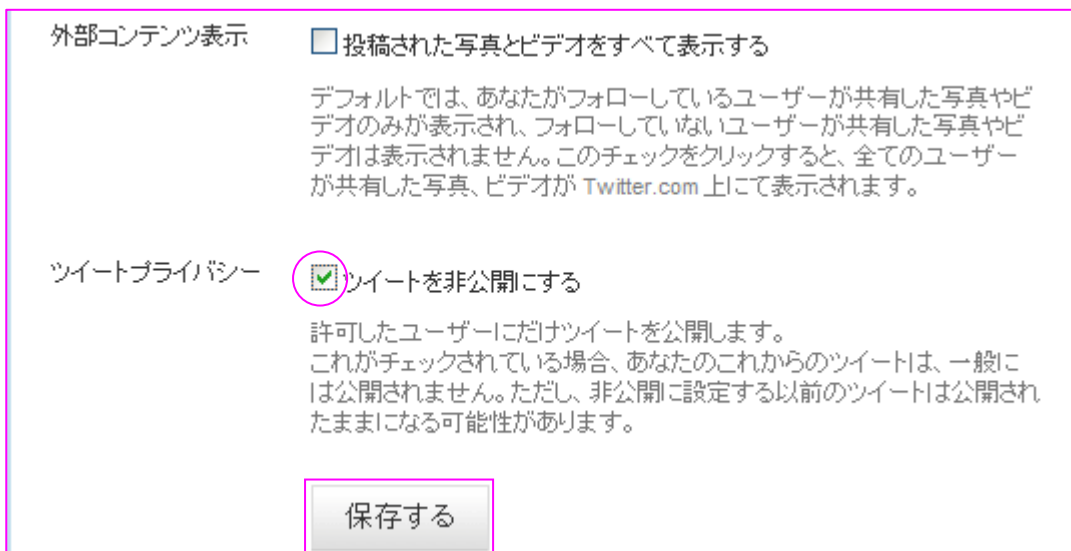 外部コンテンツ表示
投稿された写真とビデオをすべて表示する
デフォルトでは、あなたがフォローしているユーザーが共有した写真やビ
デオのみが表示され、フォローしていないユーザーが共有した写真やビ
デオは表示されません。このチェックをクリックすると、全てのユーザー
が共有した写真、ビデオが Twitter.com 上にて表示されます。
ツイートプライバシー
ツイートを非公開にする
許可したユーザーにだけツイートを公開します。
これがチェックされている場合、あなたのこれからのツイートは、一般に
は公開されません。ただし、非公開に設定する以前のツイートは公開され
たままになる可能性があります。
保存する